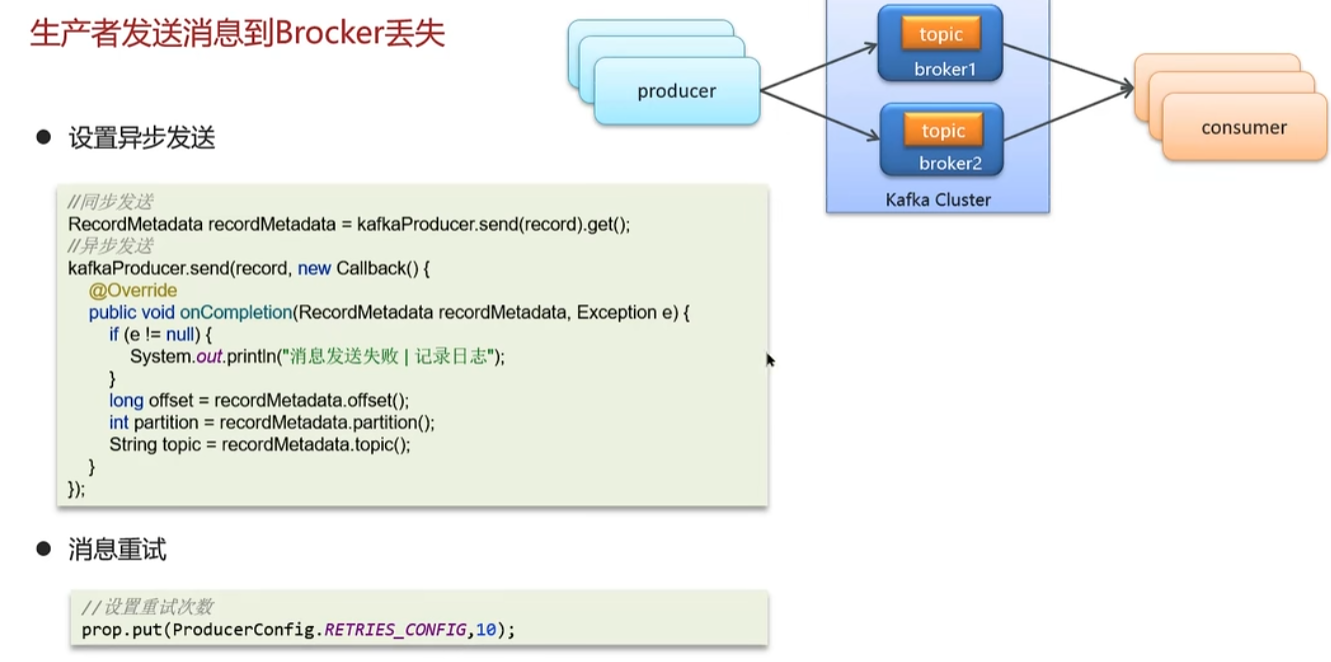 生产者发送消息到Brocker丢失
producer
topic
broker1
topic
broker2
Kafka Cluster
consumer
● 设置异步发送
//同步发送
RecordMetadata recordMetadata = kafkaProducer.send(record).get();
//异步发送
kafkaProducer.send(record, new Callback() {
@Override
public void onCompletion(RecordMetadata recordMetadata, Exception e) {
if (e != null) {
System.out.println("消息发送失败 | 记录日志");
}
long offset = recordMetadata.offset();
int partition = recordMetadata.partition();
String topic = recordMetadata.topic();
}
});
● 消息重试
//设置重试次数
prop.put(ProducerConfig.RETRIES_CONFIG,10);